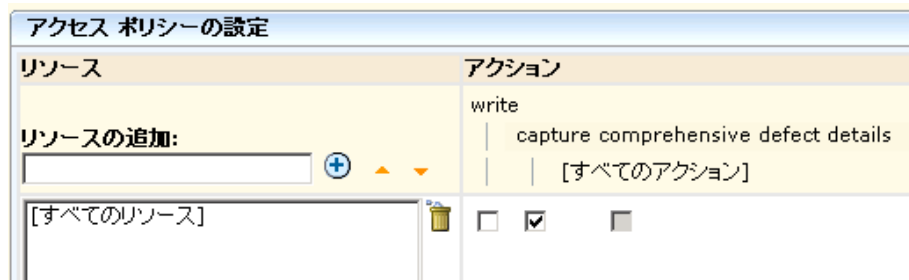 アクセス ポリシーの設定
リソース
アクション
write
capture comprehensive defect details
[すべてのアクション]
リソースの追加:
[すべてのリソース]